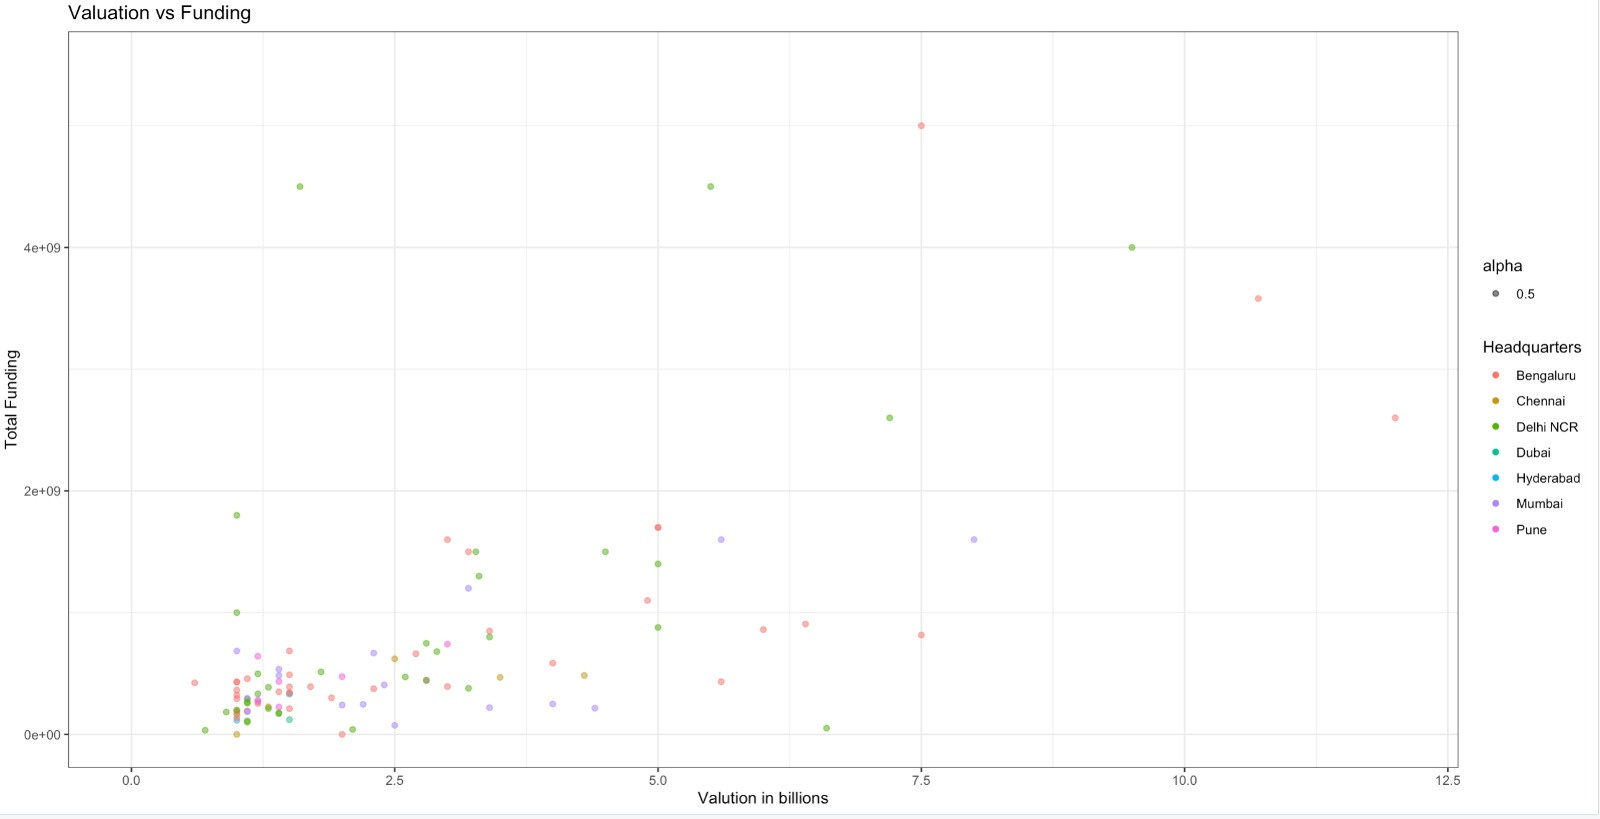 Valuation vs Funding
Total Funding
4e+09
2e+09
0e+00
0.0
2.5
5.0
7.5
10.0
12.5
Valution in billions
alpha
0.5
Headquarters
Bengaluru
Chennai
Delhi NCR
Dubai
Hyderabad
Mumbai
Pune